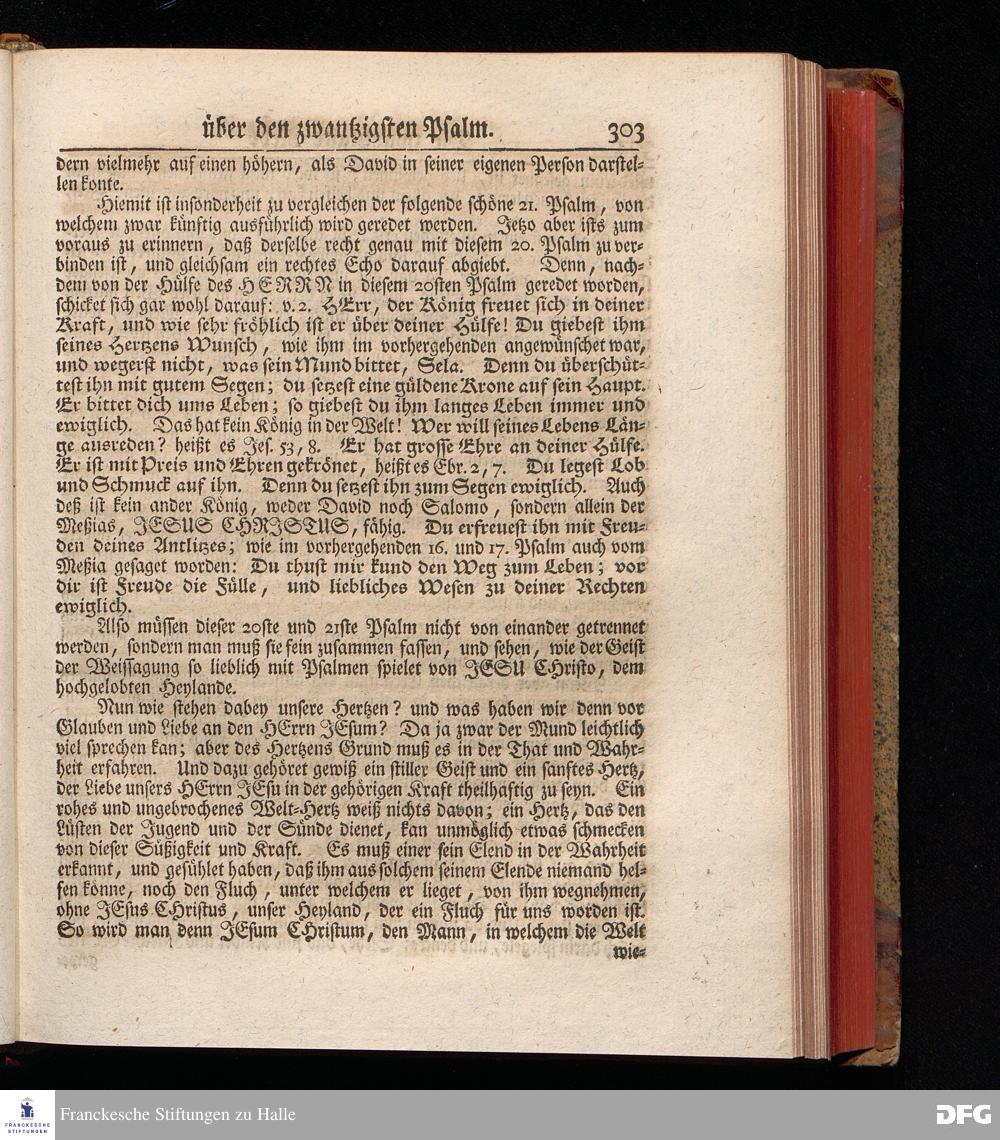 über den zwantzigsten Psalm. 303
dern vielmehr auf einen höhern, als David in seiner eigenen Person darstel-
len konte.
Hiemit ist insonderheit zu vergleichen der folgende schöne 21. Psalm, von
welchem zwar künftig ausführlich wird geredet werden. Jetzo aber ists zum
voraus zu erinnern, daß derselbe recht genau mit diesem 20. Psalm zu ver-
binden ist, und gleichsam ein rechtes Echo darauf abgiebt. Denn, nach-
dem von der Hülfe des HERRN in diesem 20sten Psalm geredet worden,
schicket sich gar wohl darauf: v. 2. HErr, der König freuet sich in deiner
Kraft, und wie sehr fröhlich ist er über deiner Hülfe! Du giebest ihm
seines Hertzens Wunsch, wie ihm im vorhergehenden angewünschet war,
und wegerst nicht, was sein Mund bittet, Sela. Denn du überschüt-
test ihn mit gutem Segen; du setzest eine güldene Krone auf sein Haupt.
Er bittet dich ums Leben; so giebest du ihm langes Leben immer und
ewiglich. Das hat kein König in der Welt! Wer will seines Lebens Län-
ge ausreden? heißt es Jes. 53, 8. Er hat grosse Ehre an deiner Hülfe.
Er ist mit Preis und Ehren gekrönet, heißt es Ebr. 2, 7. Du legest Lob
und Schmuck auf ihn. Denn du setzest ihn zum Segen ewiglich. Auch
deß ist kein ander König, weder David noch Salomo, sondern allein der
Meßias, JESUS CHRISTUS, fähig. Du erfreuest ihn mit Freu-
den deines Antlitzes; wie im vorhergehenden 16. und 17. Psalm auch vom
Meßia gesaget worden: Du thust mir kund den Weg zum Leben; vor
dir ist Freude die Fülle, und liebliches Wesen zu deiner Rechten
ewiglich.
Also müssen dieser 20ste und 21ste Psalm nicht von einander getrennet
werden, sondern man muß sie fein zusammen fassen, und sehen, wie der Geist
der Weissagung so lieblich mit Psalmen spielet von JESU CHristo, dem
hochgelobten Heylande.
Nun wie stehen dabey unsere Hertzen? und was haben wir denn vor
Glauben und Liebe an den HErrn JEsum? Da ja zwar der Mund leichtlich
viel sprechen kan; aber des Hertzens Grund muß es in der That und Wahr-
heit erfahren. Und dazu gehöret gewiß ein stiller Geist und ein sanftes Hertz,
der Liebe unsers HErrn JEsu in der gehörigen Kraft theilhaftig zu seyn. Ein
rohes und ungebrochenes Welt-Hertz weiß nichts davon; ein Hertz, das den
Lüsten der Jugend und der Sünde dienet, kan unmöglich etwas schmecken
von dieser Süßigkeit und Kraft. Es muß einer sein Elend in der Wahrheit
erkannt, und gefühlet haben, daß ihm aus solchem seinem Elende niemand hel-
fen könne, noch den Fluch, unter welchem er lieget, von ihm wegnehmen,
ohne JEsus CHristus, unser Heyland, der ein Fluch für uns worden ist.
So wird man denn JEsum CHristum, den Mann, in welchem die Welt
wie-
FRANCKESCHE
STIFTUNGEN
Franckesche Stiftungen zu Halle
DFG